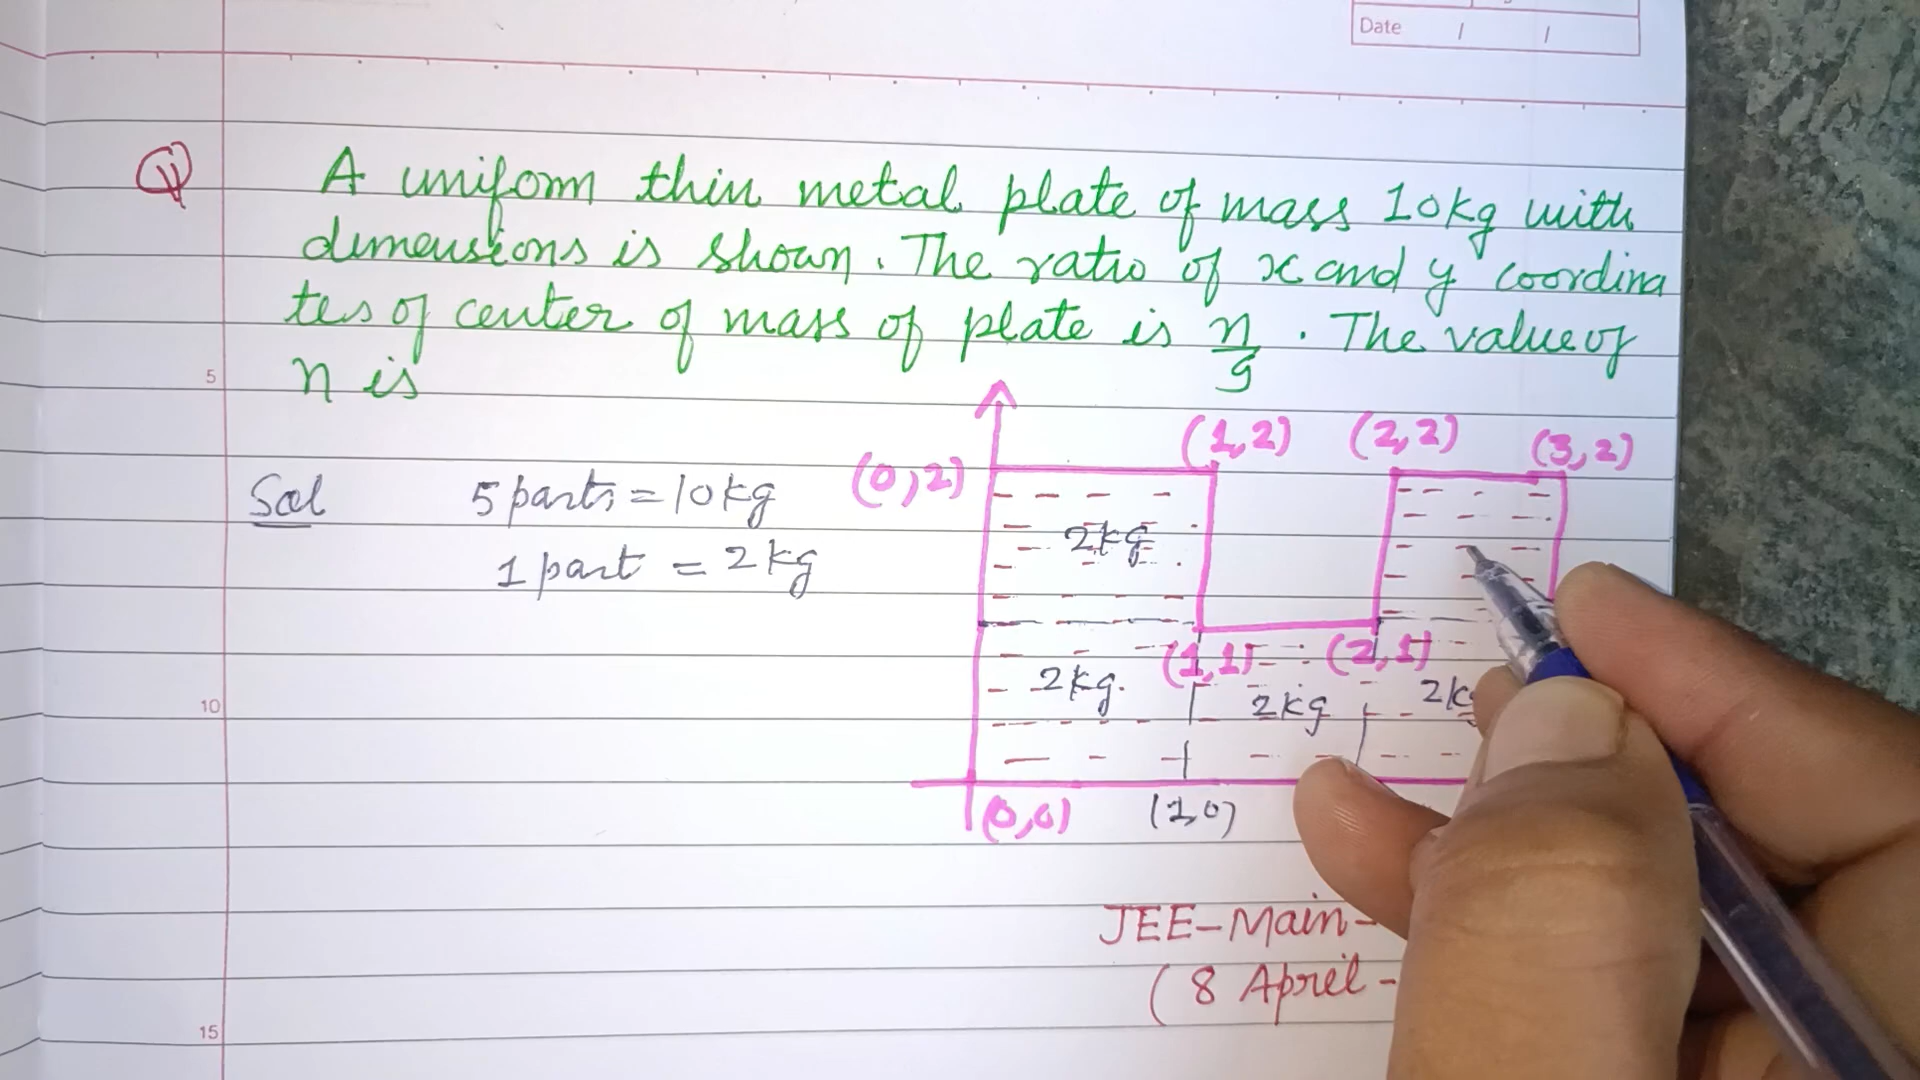 Date / /
Q A uniform thin metal plate of mass 10kg with
dimensions is shown. The ratio of x and y coordina
tes of center of mass of plate is n/9. The value of
n is
5
Sol 5 parts = 10kg
1 part = 2kg
(0,2) (1,2) (2,2) (3,2)
2kg
(1,1) (2,1)
2kg. 2kg
10
(0,0) (1,0)
JEE-Main-
( 8 April -
15